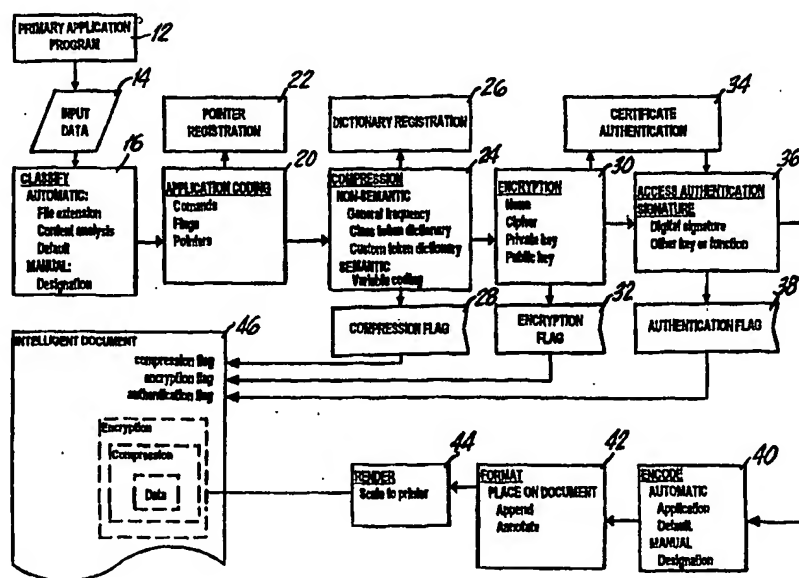 PRIMARY APPLICATION
PROGRAM
12
14
INPUT
DATA
22
POINTER
REGISTRATION
26
DICTIONARY REGISTRATION
34
CERTIFICATE
AUTHENTICATION
16
CLASSIFY
AUTOMATIC:
File extension
Content analysis
Default
MANUAL:
Designation
20
APPLICATION CODING
Comands
Flags
Pointers
24
COMPRESSION
NON-SEMANTIC
General frequency
Class token dictionary
Custom token dictionary
SEMANTIC
Variable coding
30
ENCRYPTION
None
Cipher
Private key
Public key
36
ACCESS AUTHENTICATION
SIGNATURE
Digital signature
Other key or function
28
COMPRESSION FLAG
32
ENCRYPTION
FLAG
38
AUTHENTICATION FLAG
46
INTELLIGENT DOCUMENT
compression flag
encryption flag
authentication flag
Encryption
Compression
Data
44
RENDER
Scale to printer
42
FORMAT
PLACE ON DOCUMENT
Append
Annotate
40
ENCODE
AUTOMATIC
Application
Default
MANUAL
Designation